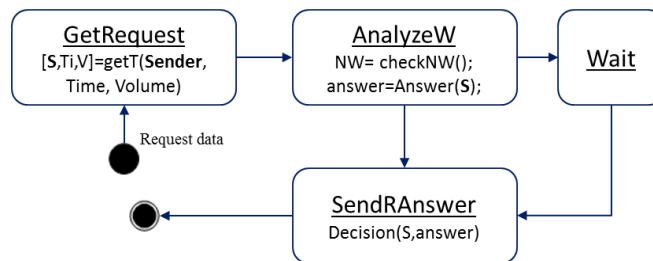 GetRequest
[S,Ti,V]=getT(Sender,
Time, Volume)
AnalyzeW
NW= checkNW();
answer=Answer(S);
Wait
Request data
SendRAnswer
Decision(S,answer)